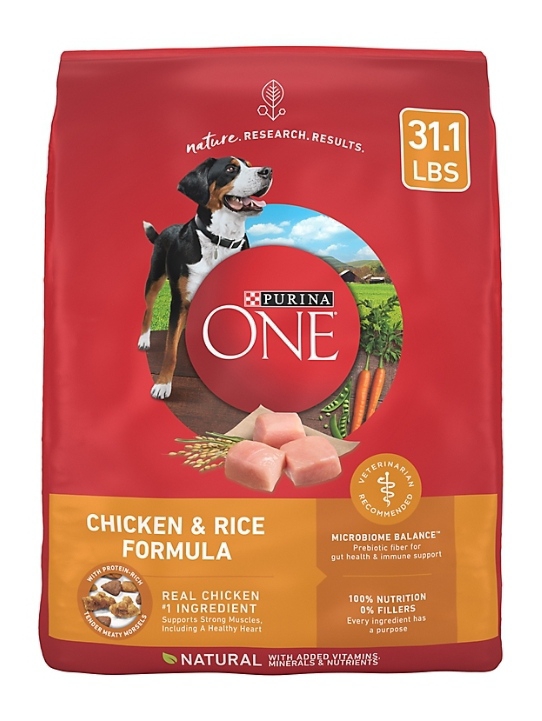 nature. RESEARCH. RESULTS.
31.1
LBS
PURINA
ONE®
VETERINARIAN
RECOMMENDED
CHICKEN & RICE
FORMULA
WITH PROTEIN-RICH
TENDER MEATY MORSELS
REAL CHICKEN
#1 INGREDIENT
Supports Strong Muscles,
Including A Healthy Heart
MICROBIOME BALANCE™
Prebiotic fiber for
gut health & immune support
100% NUTRITION
0% FILLERS
Every ingredient has
a purpose
NATURAL WITH ADDED VITAMINS,
MINERALS & NUTRIENTS